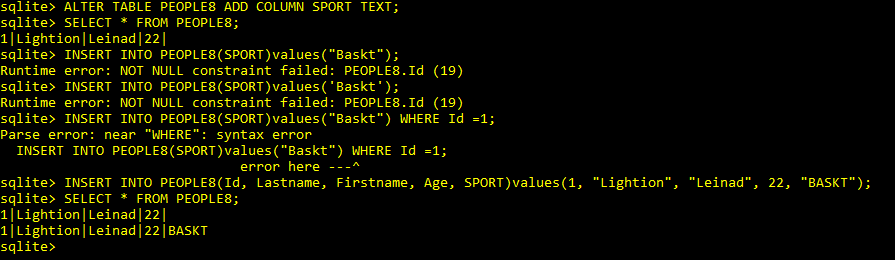 sqlite> ALTER TABLE PEOPLE8 ADD COLUMN SPORT TEXT;
sqlite> SELECT * FROM PEOPLE8;
1|Lightion|Leinad|22|
sqlite> INSERT INTO PEOPLE8(SPORT)values("Baskt");
Runtime error: NOT NULL constraint failed: PEOPLE8.Id (19)
sqlite> INSERT INTO PEOPLE8(SPORT)values('Baskt');
Runtime error: NOT NULL constraint failed: PEOPLE8.Id (19)
sqlite> INSERT INTO PEOPLE8(SPORT)values("Baskt") WHERE Id =1;
Parse error: near "WHERE": syntax error
  INSERT INTO PEOPLE8(SPORT)values("Baskt") WHERE Id =1;
                              error here ---^
sqlite> INSERT INTO PEOPLE8(Id, Lastname, Firstname, Age, SPORT)values(1, "Lightion", "Leinad", 22, "BASKT");
sqlite> SELECT * FROM PEOPLE8;
1|Lightion|Leinad|22|
1|Lightion|Leinad|22|BASKT
sqlite>